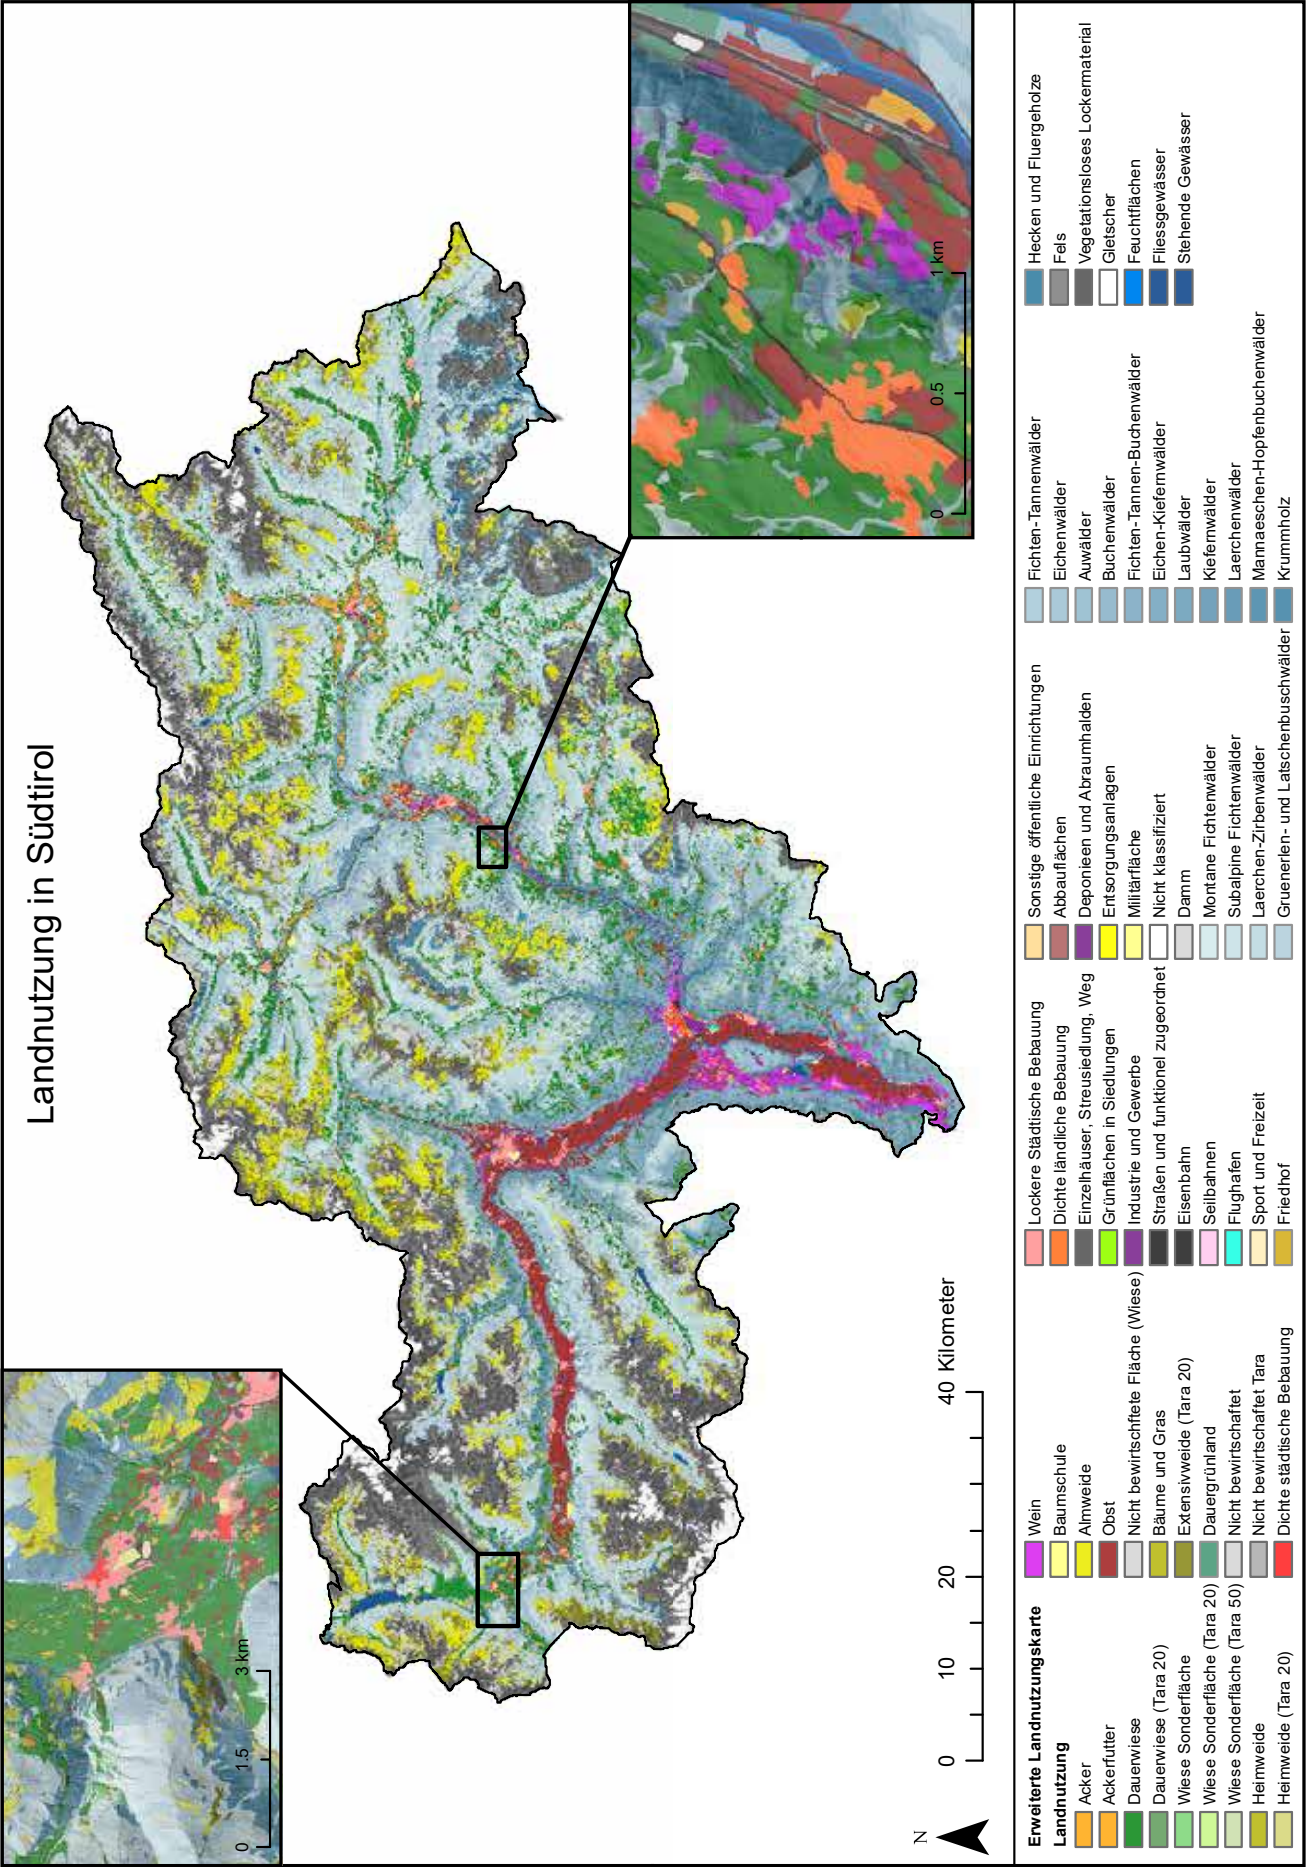 Landnutzung in Südtirol
0
1.5
3 km
0
0.5
1 km
N
0
10
20
40 Kilometer
Erweiterte Landnutzungskarte
Landnutzung
Acker
Ackerfutter
Dauerwiese
Dauerwiese (Tara 20)
Wiese Sonderfläche
Wiese Sonderfläche (Tara 20)
Wiese Sonderfläche (Tara 50)
Heimweide
Heimweide (Tara 20)
Wein
Baumschule
Almweide
Obst
Nicht bewirtschftete Fläche (Wiese)
Bäume und Gras
Extensivweide (Tara 20)
Dauergrünland
Nicht bewirtschaftet
Nicht bewirtschaftet Tara
Dichte städtische Bebauung
Lockere Städtische Bebauung
Dichte ländliche Bebauung
Einzelhäuser, Streusiedlung, Weg
Grünflächen in Siedlungen
Industrie und Gewerbe
Straßen und funktionel zugeordnet
Eisenbahn
Seilbahnen
Flughafen
Sport und Freizeit
Friedhof
Sonstige öffentliche Einrichtungen
Abbauflächen
Deponieen und Abraumhalden
Entsorgungsanlagen
Militärfläche
Nicht klassifiziert
Damm
Montane Fichtenwälder
Subalpine Fichtenwälder
Laerchen-Zirbenwälder
Gruenerlen- und Latschenbuschwälder
Fichten-Tannenwälder
Eichenwälder
Auwälder
Buchenwälder
Fichten-Tannen-Buchenwälder
Eichen-Kiefernwälder
Laubwälder
Kiefernwälder
Laerchenwälder
Mannaeschen-Hopfenbuchenwälder
Krummholz
Hecken und Flurgeholze
Fels
Vegetationsloses Lockermaterial
Gletscher
Feuchtflächen
Fliessgewässer
Stehende Gewässer